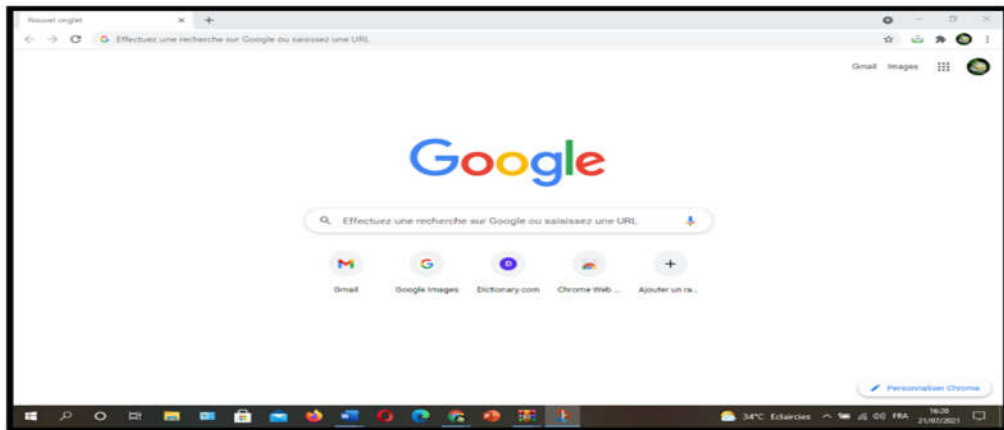 Nouvel onglet
Effectuez une recherche sur Google ou saisissez une URL
Gmail Images
Google
Effectuez une recherche sur Google ou saisissez une URL
Gmail Google Images Dictionary.com Chrome Web ... Ajouter un ra...
Personnaliser Chrome
34°C Eclaircies FRA 16:20
21/07/2021